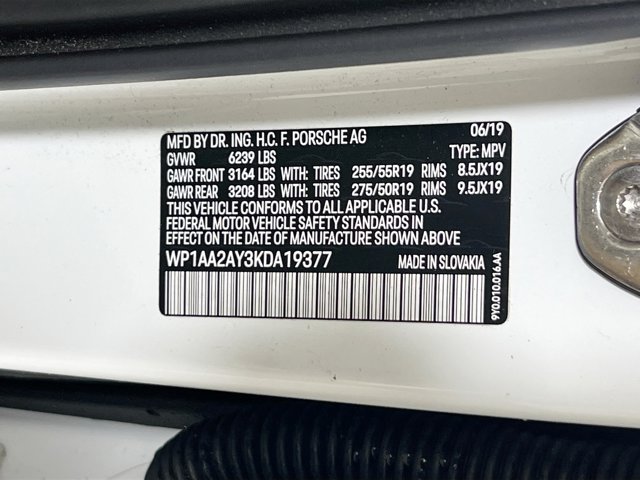 MFD BY DR. ING. H.C. F. PORSCHE AG 06/19
GVWR 6239 LBS TYPE: MPV
GAWR FRONT 3164 LBS WITH: TIRES 255/55R19 RIMS 8.5JX19
GAWR REAR 3208 LBS WITH: TIRES 275/50R19 RIMS 9.5JX19
THIS VEHICLE CONFORMS TO ALL APPLICABLE U.S.
FEDERAL MOTOR VEHICLE SAFETY STANDARDS IN
EFFECT ON THE DATE OF MANUFACTURE SHOWN ABOVE
WP1AA2AY3KDA19377 MADE IN SLOVAKIA
9Y0.010.016.AA